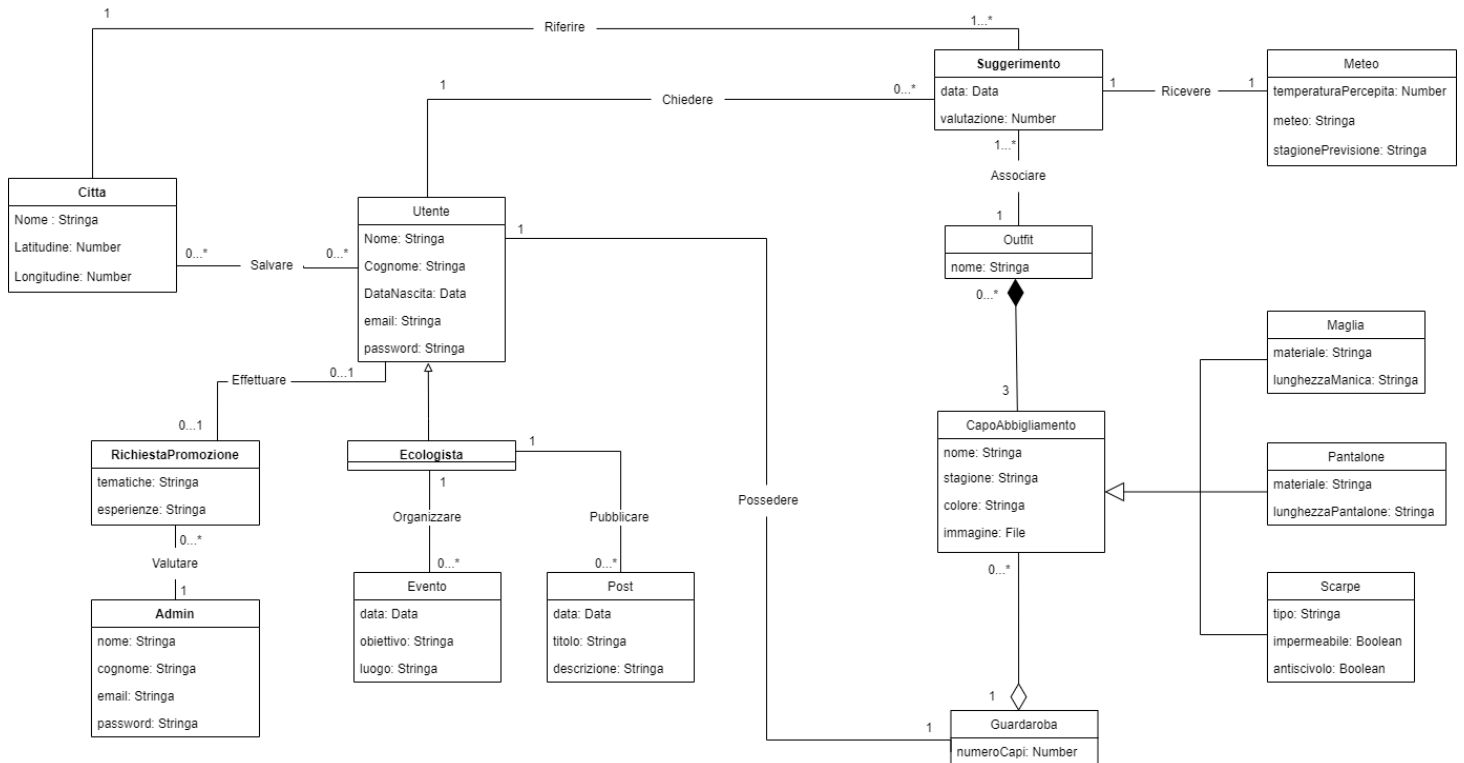 1
Riferire
1...*
Suggerimento
data: Data
valutazione: Number
1
Ricevere
1
Meteo
temperaturaPercepita: Number
meteo: Stringa
stagionePrevisione: Stringa
1
Chiedere
0...*
1...*
Associare
1
Citta
Nome : Stringa
Latitudine: Number
Longitudine: Number
0...*
Salvare
0...*
Utente
Nome: Stringa
Cognome: Stringa
DataNascita: Data
email: Stringa
password: Stringa
1
Outfit
nome: Stringa
0...*
3
Maglia
materiale: Stringa
lunghezzaManica: Stringa
Effettuare
0...1
0...1
RichiestaPromozione
tematiche: Stringa
esperienze: Stringa
Ecologista
1
1
CapoAbbigliamento
nome: Stringa
stagione: Stringa
colore: Stringa
immagine: File
Pantalone
materiale: Stringa
lunghezzaPantalone: Stringa
Possedere
Organizzare
Pubblicare
0...*
Valutare
1
0...*
0...*
0...*
Admin
nome: Stringa
cognome: Stringa
email: Stringa
password: Stringa
Evento
data: Data
obiettivo: Stringa
luogo: Stringa
Post
data: Data
titolo: Stringa
descrizione: Stringa
Scarpe
tipo: Stringa
impermeabile: Boolean
antiscivolo: Boolean
1
1
Guardaroba
numeroCapi: Number